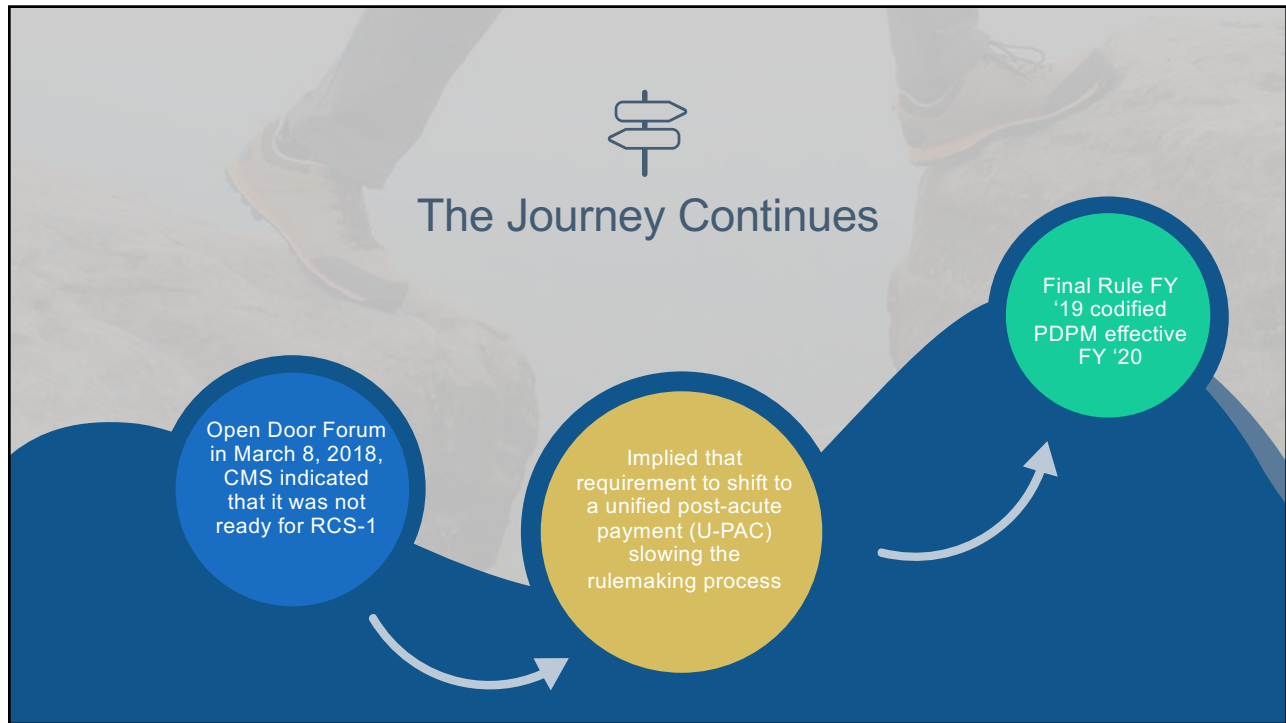 The Journey Continues
Open Door Forum
in March 8, 2018,
CMS indicated
that it was not
ready for RCS-1
Implied that
requirement to shift to
a unified post-acute
payment (U-PAC)
slowing the
rulemaking process
Final Rule FY
‘19 codified
PDPM effective
FY ‘20